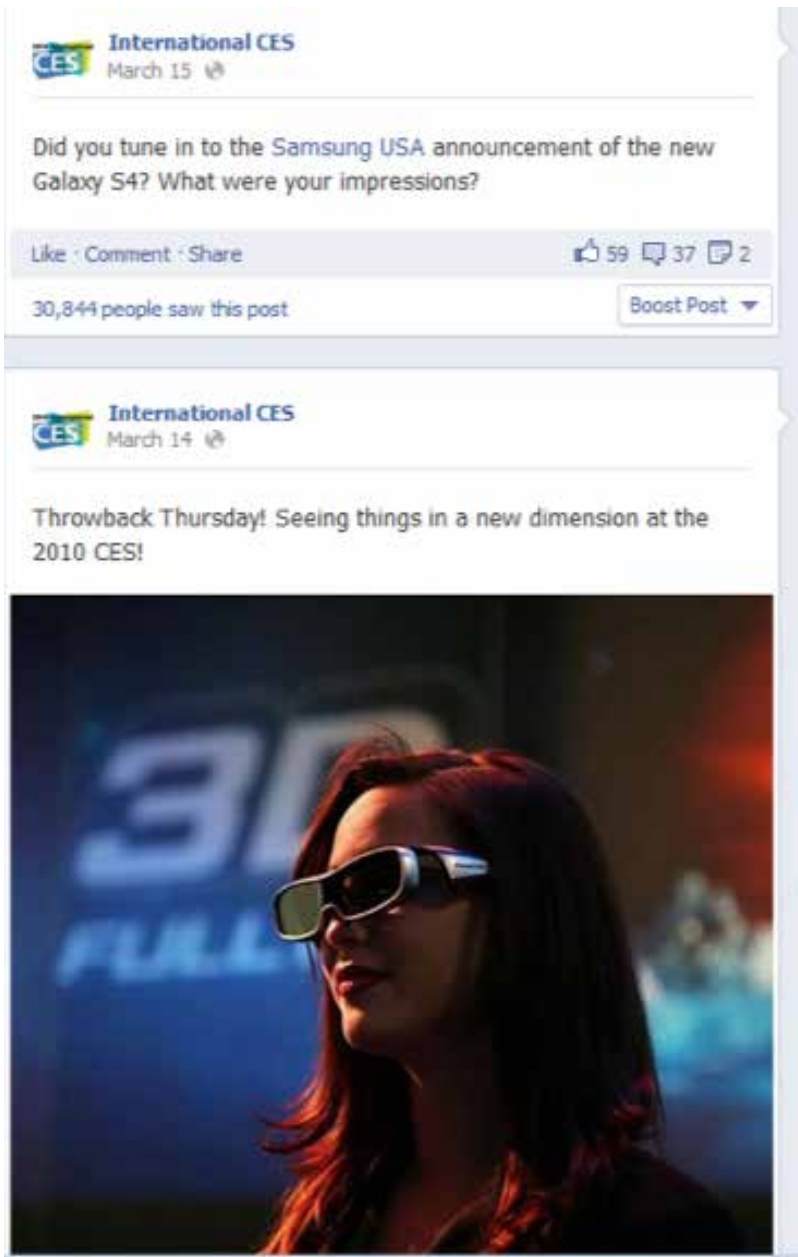 CES
International CES
March 15
Did you tune in to the Samsung USA announcement of the new
Galaxy S4? What were your impressions?
Like · Comment · Share 59 37 2
30,844 people saw this post Boost Post
CES
International CES
March 14
Throwback Thursday! Seeing things in a new dimension at the
2010 CES!
3D
FULL